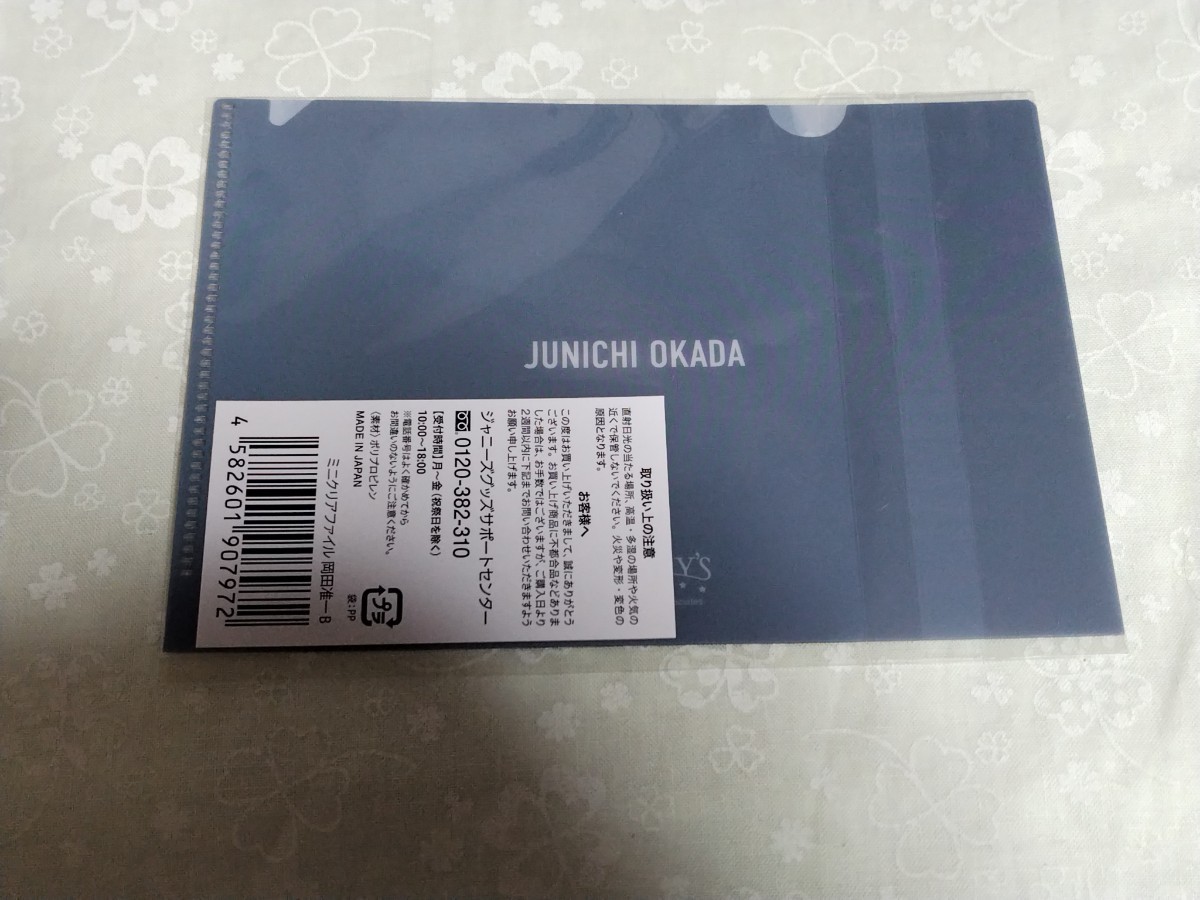 JUNICHI OKADA
取り扱い上の注意
直射日光の当たる場所、高温・多湿の場所や火気の
近くで保管しないでください。火災や変形・変色の
原因となります。
お客様へ
この度はお買い上げいただきまして、誠にありがとう
ございます。お買い上げ商品に不都合品などありま
した場合は、お手数ではございますが、ご購入日より
2週間以内に下記までお問い合わせいただきますよう
お願い申し上げます。
ジャニーズグッズサポートセンター
0120-382-310
【受付時間】月～金(祝祭日を除く)
10:00～18:00
※電話番号はよく確かめてから
お間違いのないようにご注意ください。
〈素材〉ポリプロピレン
MADE IN JAPAN
プラ
袋:PP
ミニクリアファイル 岡田准一 B
4 582601 907972
Y'S